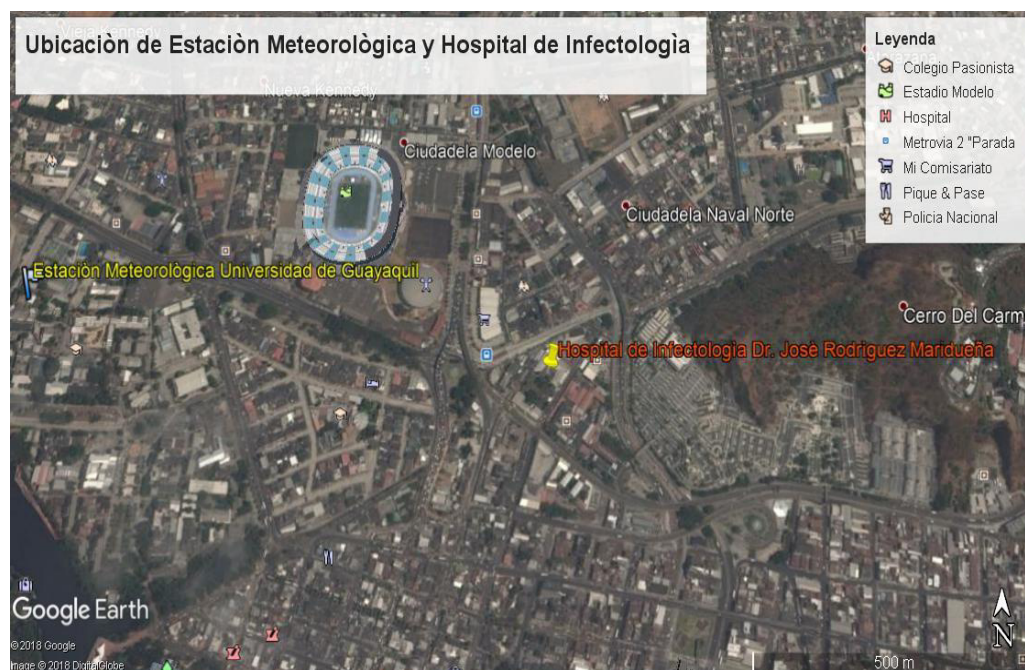 Ubicaciòn de Estaciòn Meteorològica y Hospital de Infectologìa
Leyenda
Colegio Pasionista
Estadio Modelo
Hospital
Metrovia 2 "Parada
Mi Comisariato
Pique & Pase
Policia Nacional
Nueva Kennedy
Ciudadela Modelo
Ciudadela Naval Norte
Estaciòn Meteorològica Universidad de Guayaquil
Cerro Del Carm
Hospital de Infectologìa Dr. Josè Rodriguez Maridueña
Google Earth
N
© 2018 Google
Image © 2018 DigitalGlobe
500 m